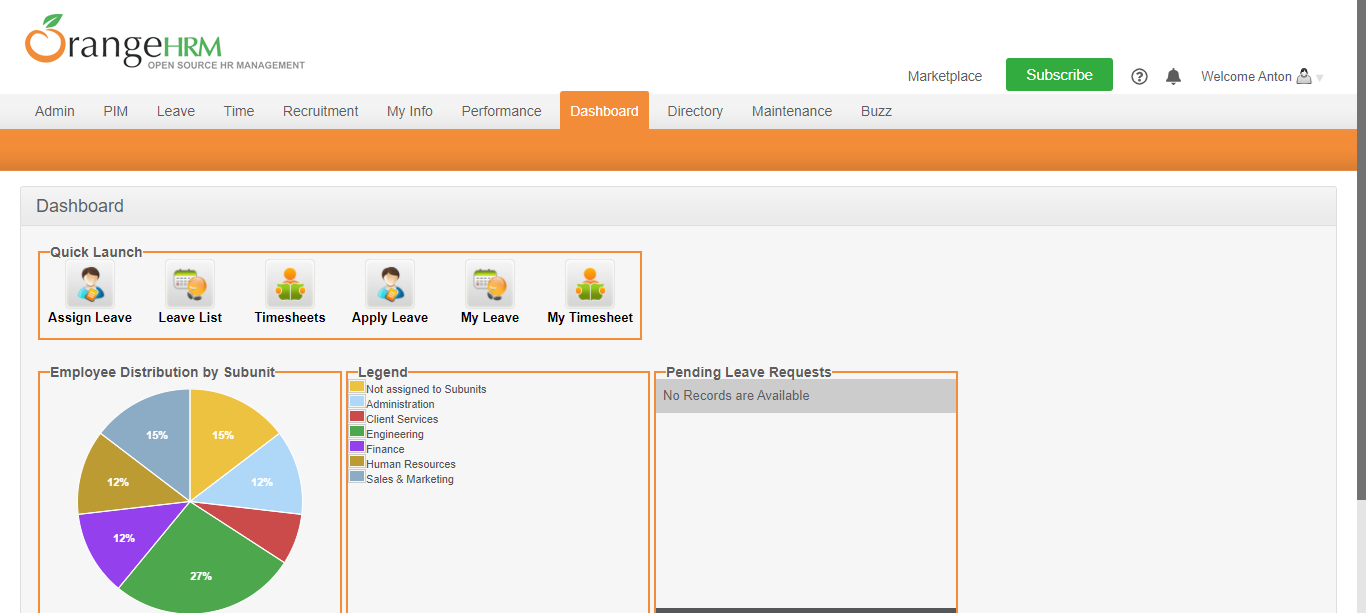 OrangeHRM
OPEN SOURCE HR MANAGEMENT
Marketplace Subscribe ? Welcome Anton
Admin PIM Leave Time Recruitment My Info Performance Dashboard Directory Maintenance Buzz
Dashboard
Quick Launch
Assign Leave Leave List Timesheets Apply Leave My Leave My Timesheet
Employee Distribution by Subunit
15%
15%
12%
12%
12%
27%
Legend
Not assigned to Subunits
Administration
Client Services
Engineering
Finance
Human Resources
Sales & Marketing
Pending Leave Requests
No Records are Available